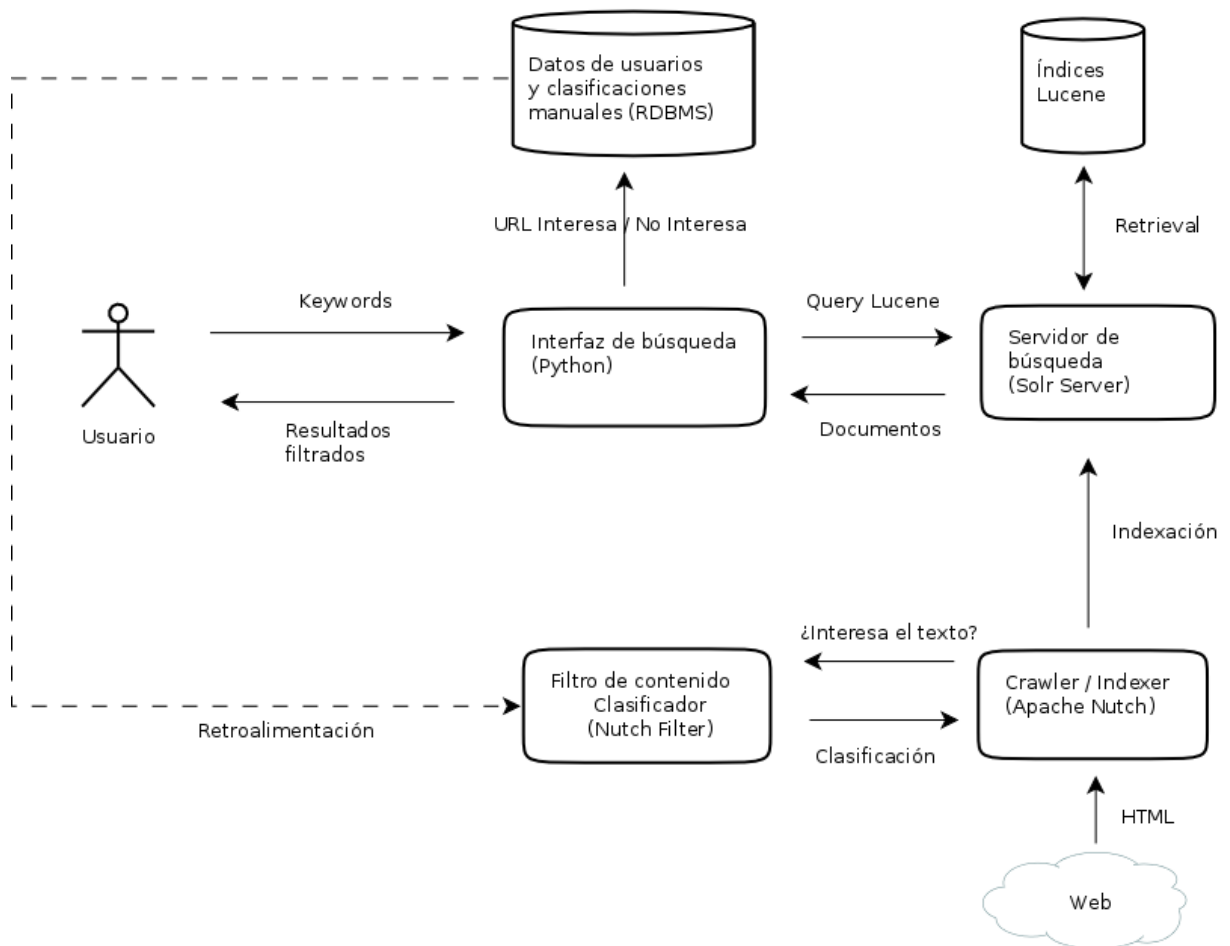 Datos de usuarios
y clasificaciones
manuales (RDBMS)
Índices
Lucene
URL Interesa / No Interesa
Retrieval
Keywords
Query Lucene
Interfaz de búsqueda
(Python)
Servidor de
búsqueda
(Solr Server)
Usuario
Resultados
filtrados
Documentos
Indexación
¿Interesa el texto?
Filtro de contenido
Clasificador
(Nutch Filter)
Crawler / Indexer
(Apache Nutch)
Retroalimentación
Clasificación
HTML
Web